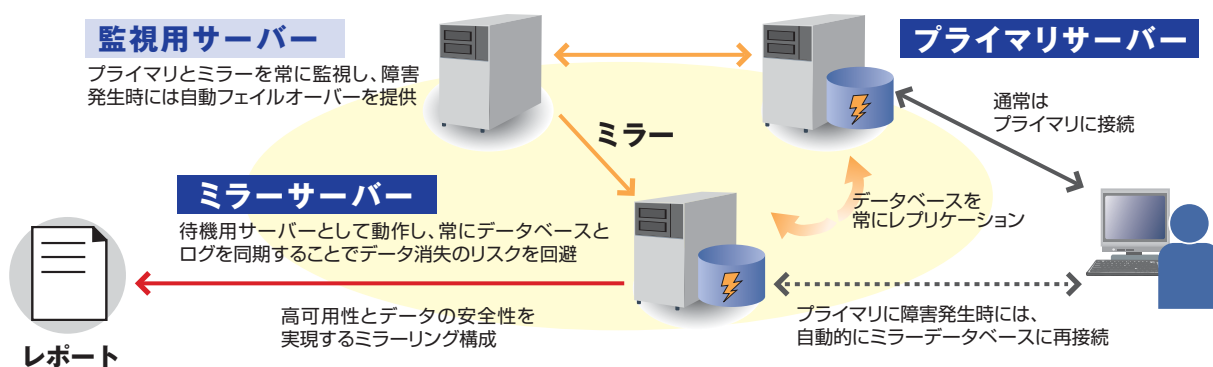 監視用サーバー
プライマリとミラーを常に監視し、障害
発生時には自動フェイルオーバーを提供
プライマリサーバー
通常は
プライマリに接続
ミラー
ミラーサーバー
待機用サーバーとして動作し、常にデータベースと
ログを同期することでデータ消失のリスクを回避
データベースを
常にレプリケーション
高可用性とデータの安全性を
実現するミラーリング構成
プライマリに障害発生時には、
自動的にミラーデータベースに再接続
レポート